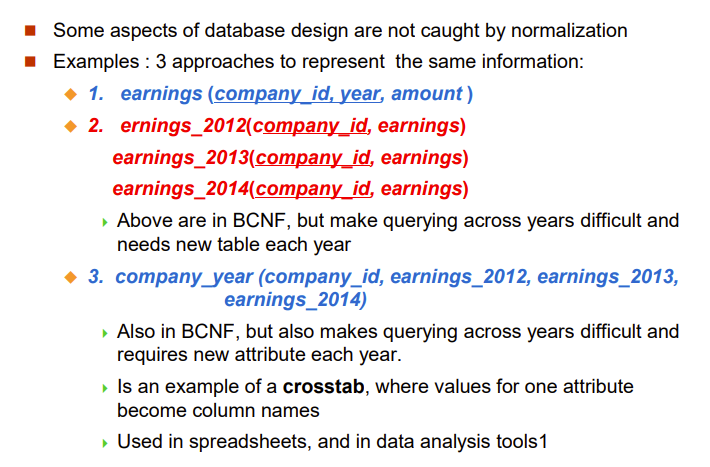 Some aspects of database design are not caught by normalization
Examples : 3 approaches to represent the same information:
1. earnings (company_id, year, amount )
2. ernings_2012(company_id, earnings)
earnings_2013(company_id, earnings)
earnings_2014(company_id, earnings)
Above are in BCNF, but make querying across years difficult and
needs new table each year
3. company_year (company_id, earnings_2012, earnings_2013,
earnings_2014)
Also in BCNF, but also makes querying across years difficult and
requires new attribute each year.
Is an example of a crosstab, where values for one attribute
become column names
Used in spreadsheets, and in data analysis tools1